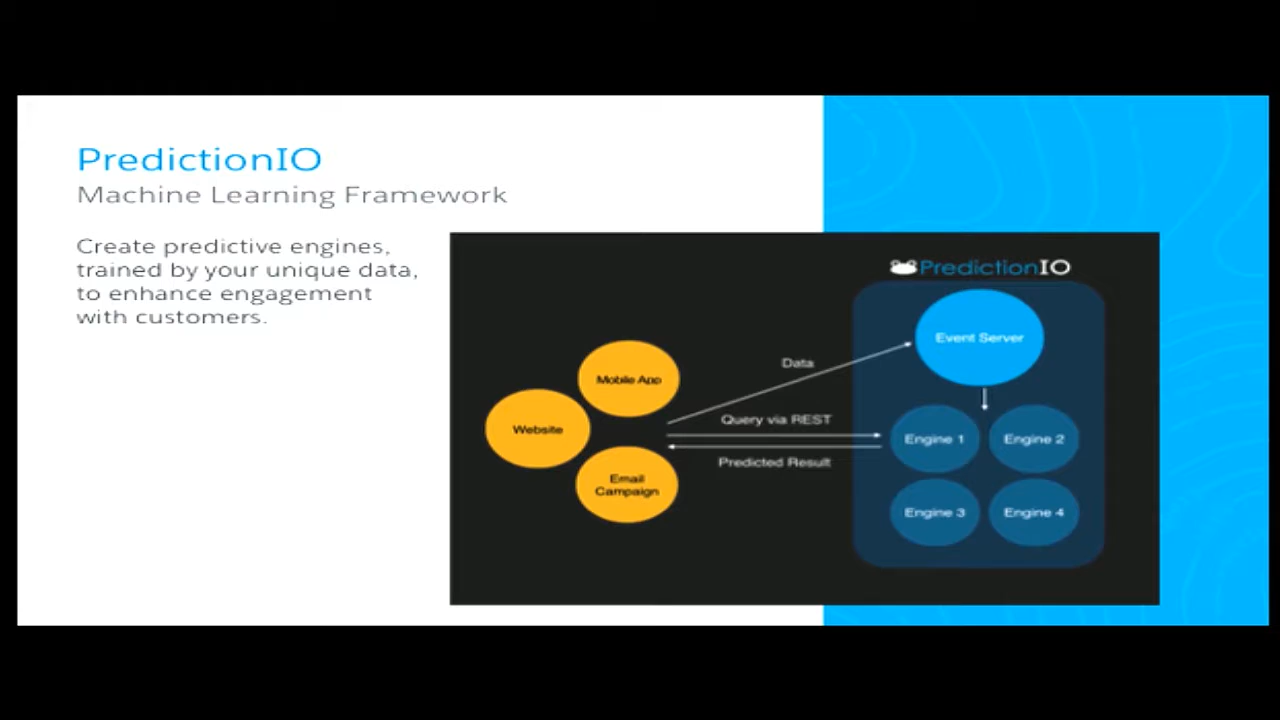 PredictionIO
Machine Learning Framework
Create predictive engines,
trained by your unique data,
to enhance engagement
with customers.
PredictionIO
Event Server
Data
Mobile App
Query via REST
Website
Engine 1
Engine 2
Predicted Result
Email
Campaign
Engine 3
Engine 4